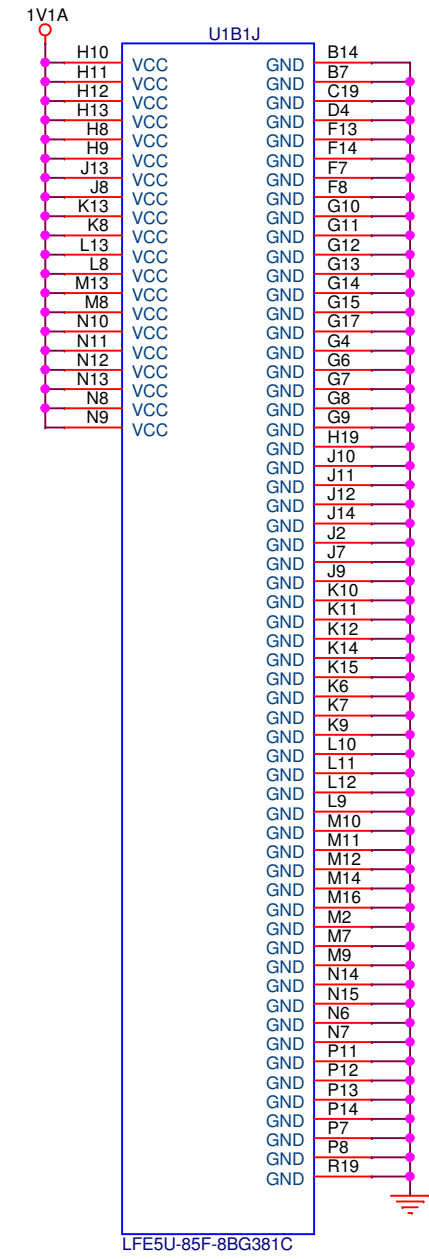 1V1A
U1B1J
H10 VCC GND B14
H11 VCC GND B7
H12 VCC GND C19
H13 VCC GND D4
H8 VCC GND F13
H9 VCC GND F14
J13 VCC GND F7
J8 VCC GND F8
K13 VCC GND G10
K8 VCC GND G11
L13 VCC GND G12
L8 VCC GND G13
M13 VCC GND G14
M8 VCC GND G15
N10 VCC GND G17
N11 VCC GND G4
N12 VCC GND G6
N13 VCC GND G7
N8 VCC GND G8
N9 VCC GND G9
GND H19
GND J10
GND J11
GND J12
GND J14
GND J2
GND J7
GND J9
GND K10
GND K11
GND K12
GND K14
GND K15
GND K6
GND K7
GND K9
GND L10
GND L11
GND L12
GND L9
GND M10
GND M11
GND M12
GND M14
GND M16
GND M2
GND M7
GND M9
GND N14
GND N15
GND N6
GND N7
GND P11
GND P12
GND P13
GND P14
GND P7
GND P8
GND R19
LFE5U-85F-8BG381C